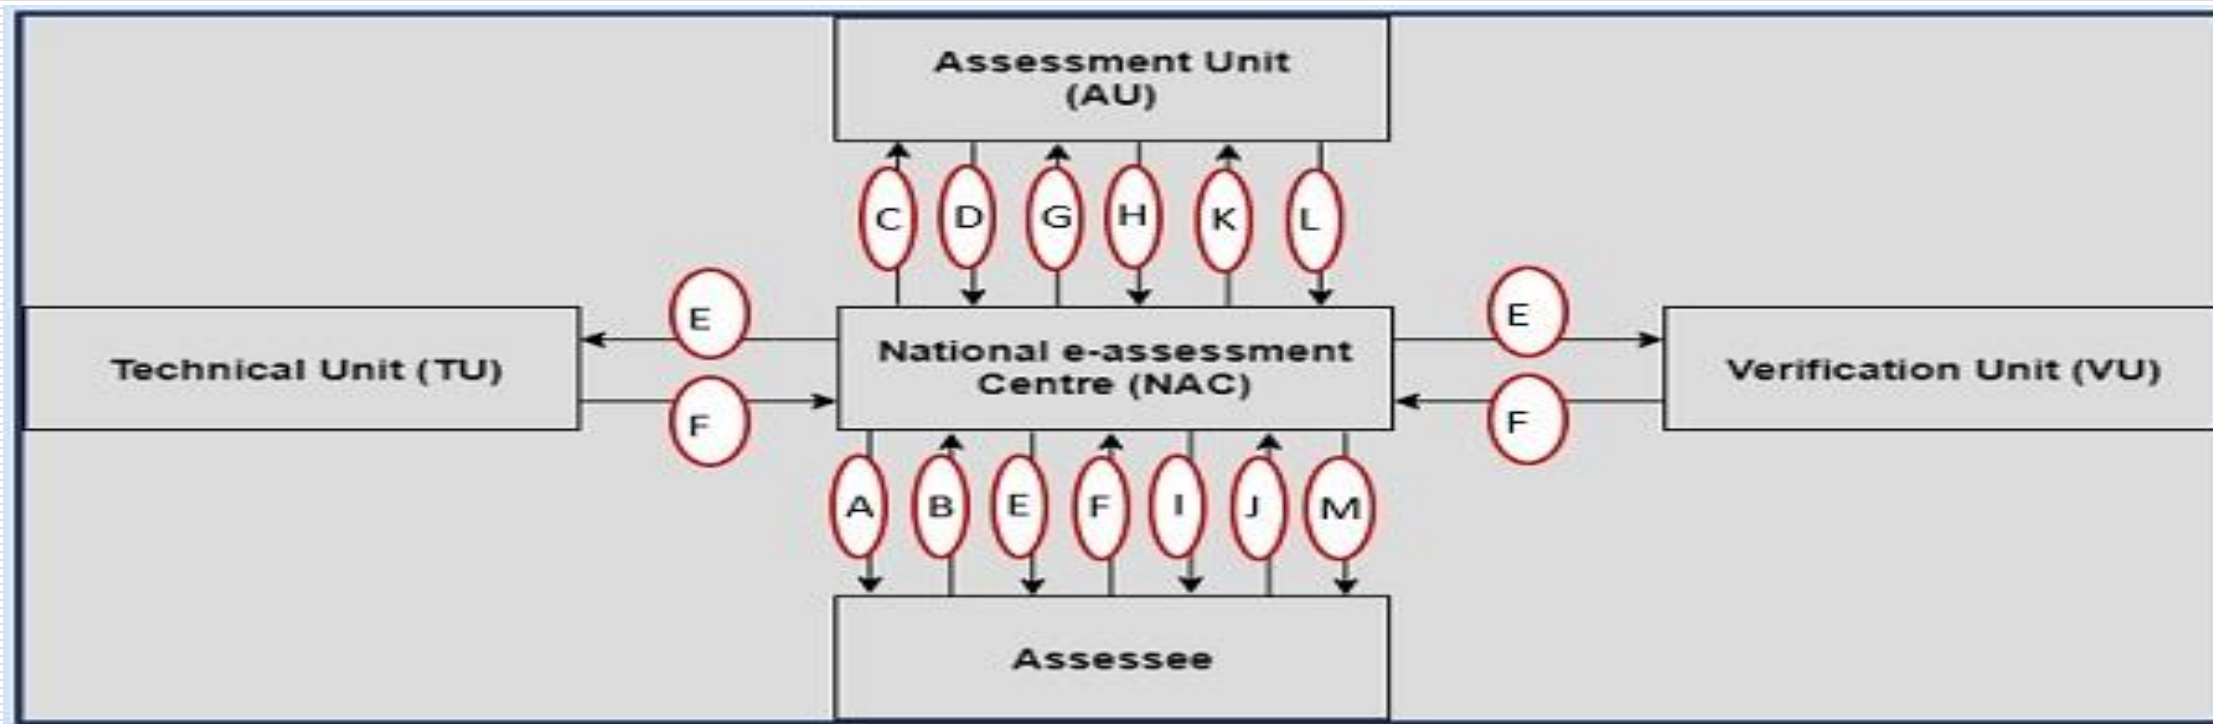 Assessment Unit
(AU)
C D G H K L
E E
Technical Unit (TU)
National e-assessment
Centre (NAC)
Verification Unit (VU)
F F
A B E F I J M
Assessee